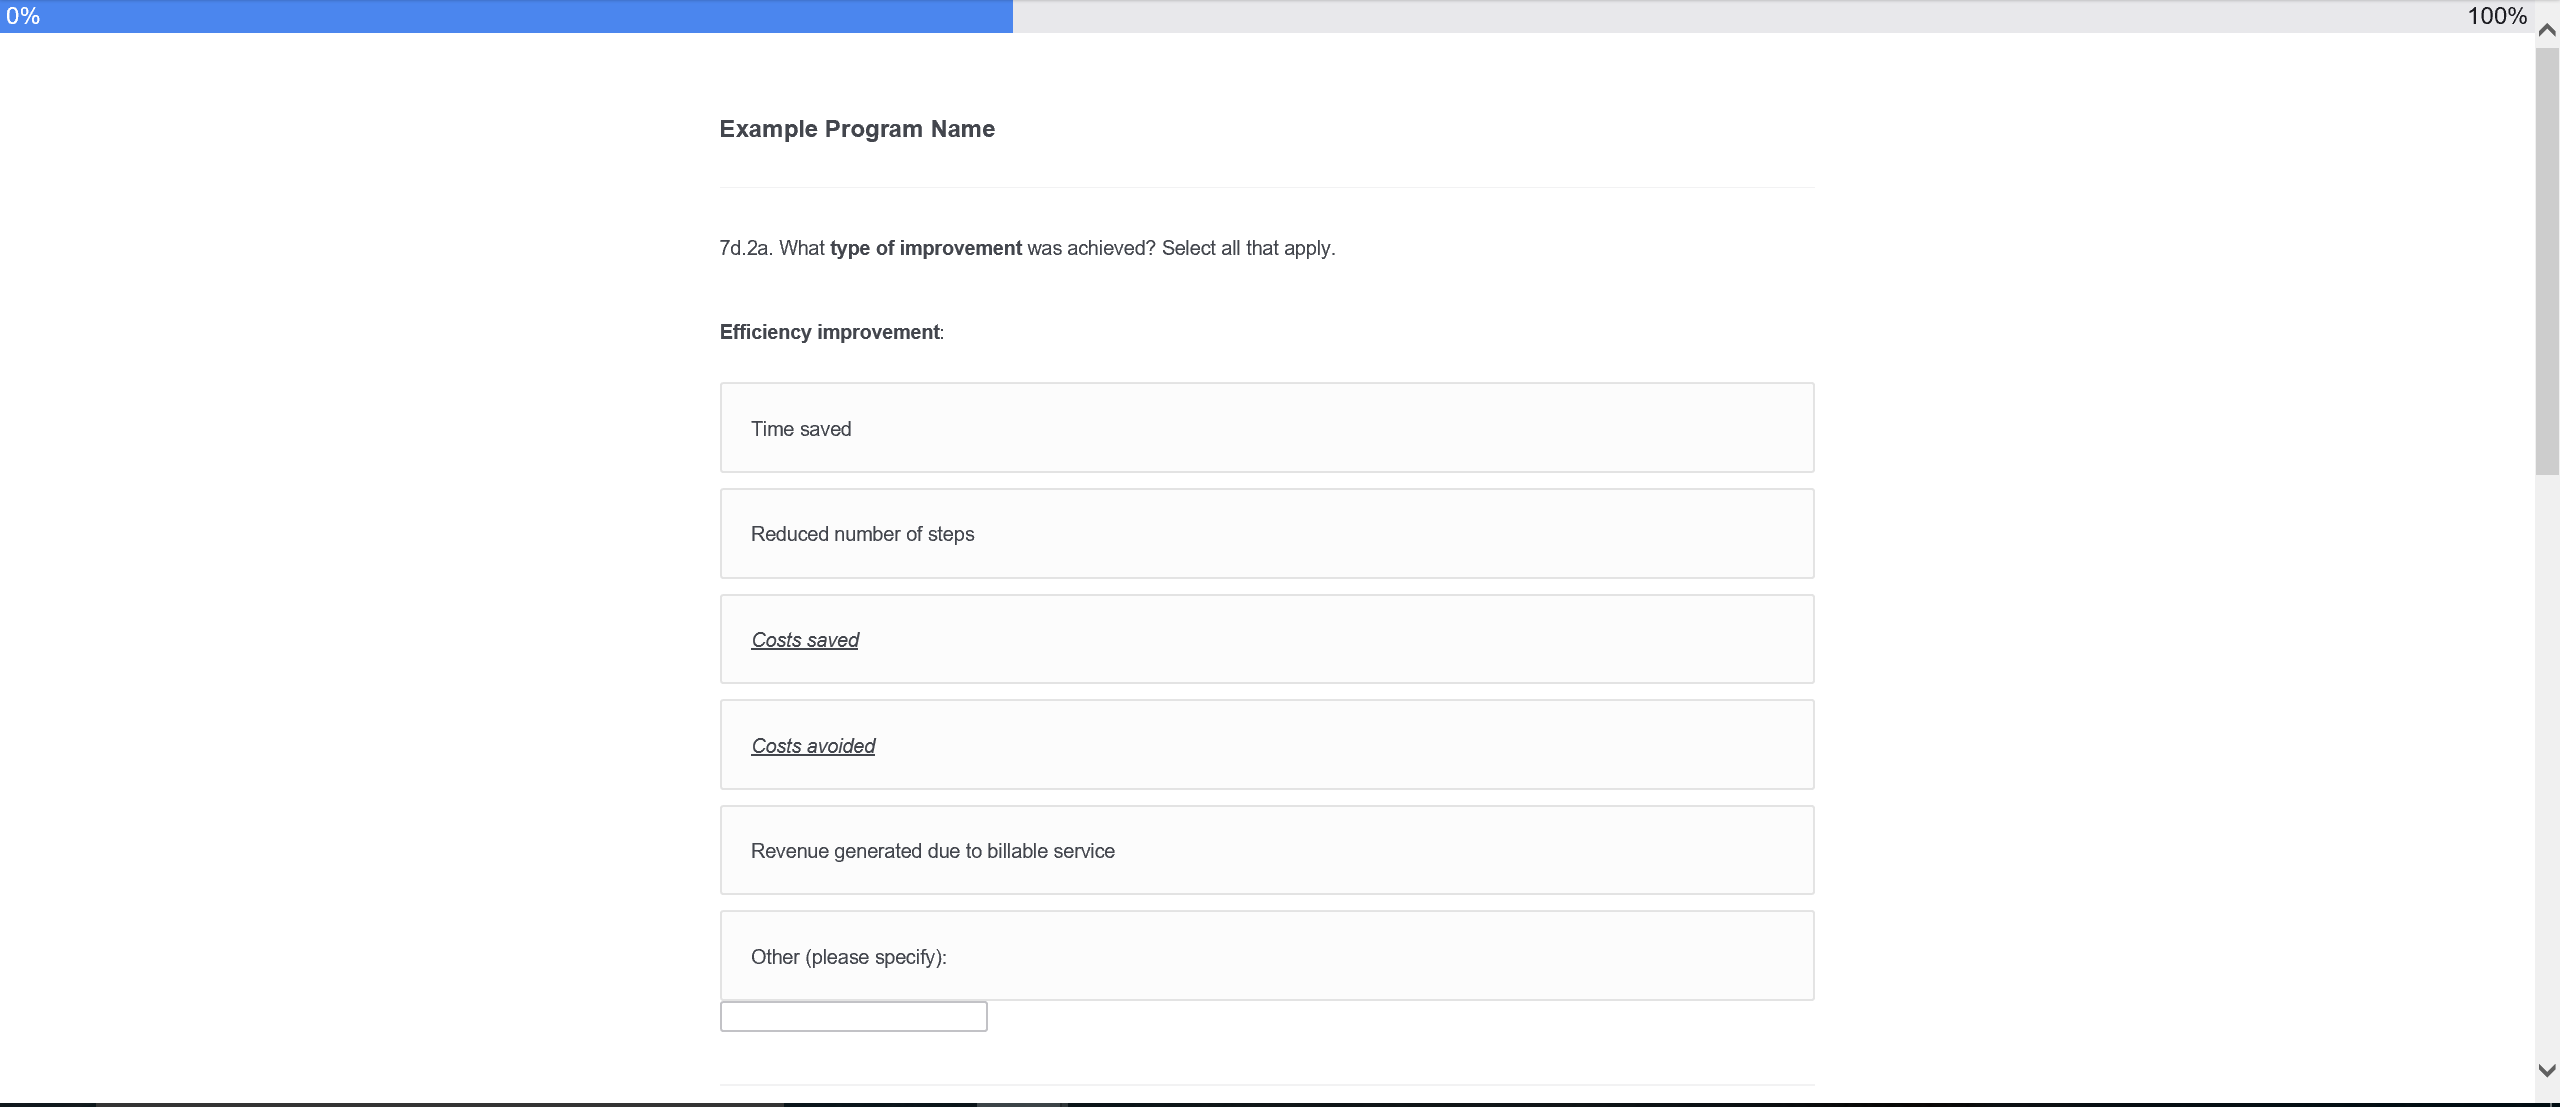 0% 100%
Example Program Name
7d.2a. What type of improvement was achieved? Select all that apply.
Efficiency improvement:
Time saved
Reduced number of steps
Costs saved
Costs avoided
Revenue generated due to billable service
Other (please specify):